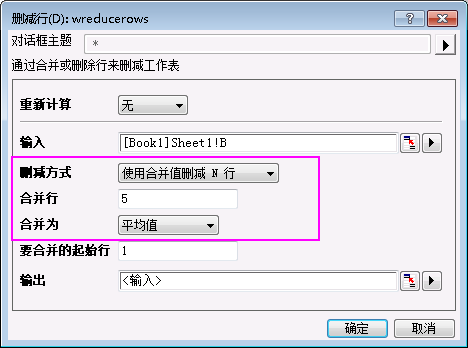 删减行(D): wreducerows
对话框主题 *
通过合并或删除行来删减工作表
重新计算 无
输入 [Book1]Sheet1!B
删减方式 使用合并值删减 N 行
合并行 5
合并为 平均值
要合并的起始行 1
输出 <输入>
确定 取消